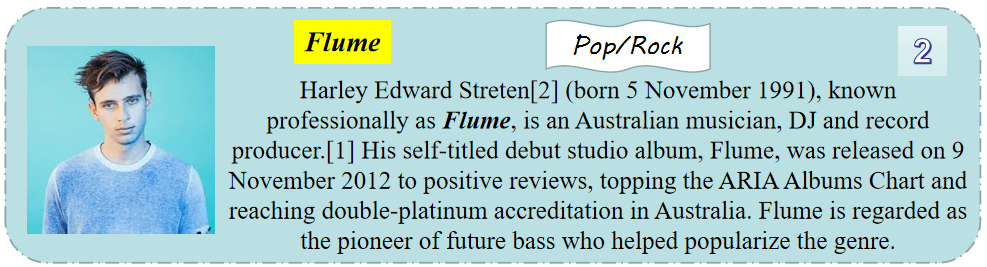 Flume
Pop/Rock
2
Harley Edward Streten[2] (born 5 November 1991), known
professionally as Flume, is an Australian musician, DJ and record
producer.[1] His self-titled debut studio album, Flume, was released on 9
November 2012 to positive reviews, topping the ARIA Albums Chart and
reaching double-platinum accreditation in Australia. Flume is regarded as
the pioneer of future bass who helped popularize the genre.